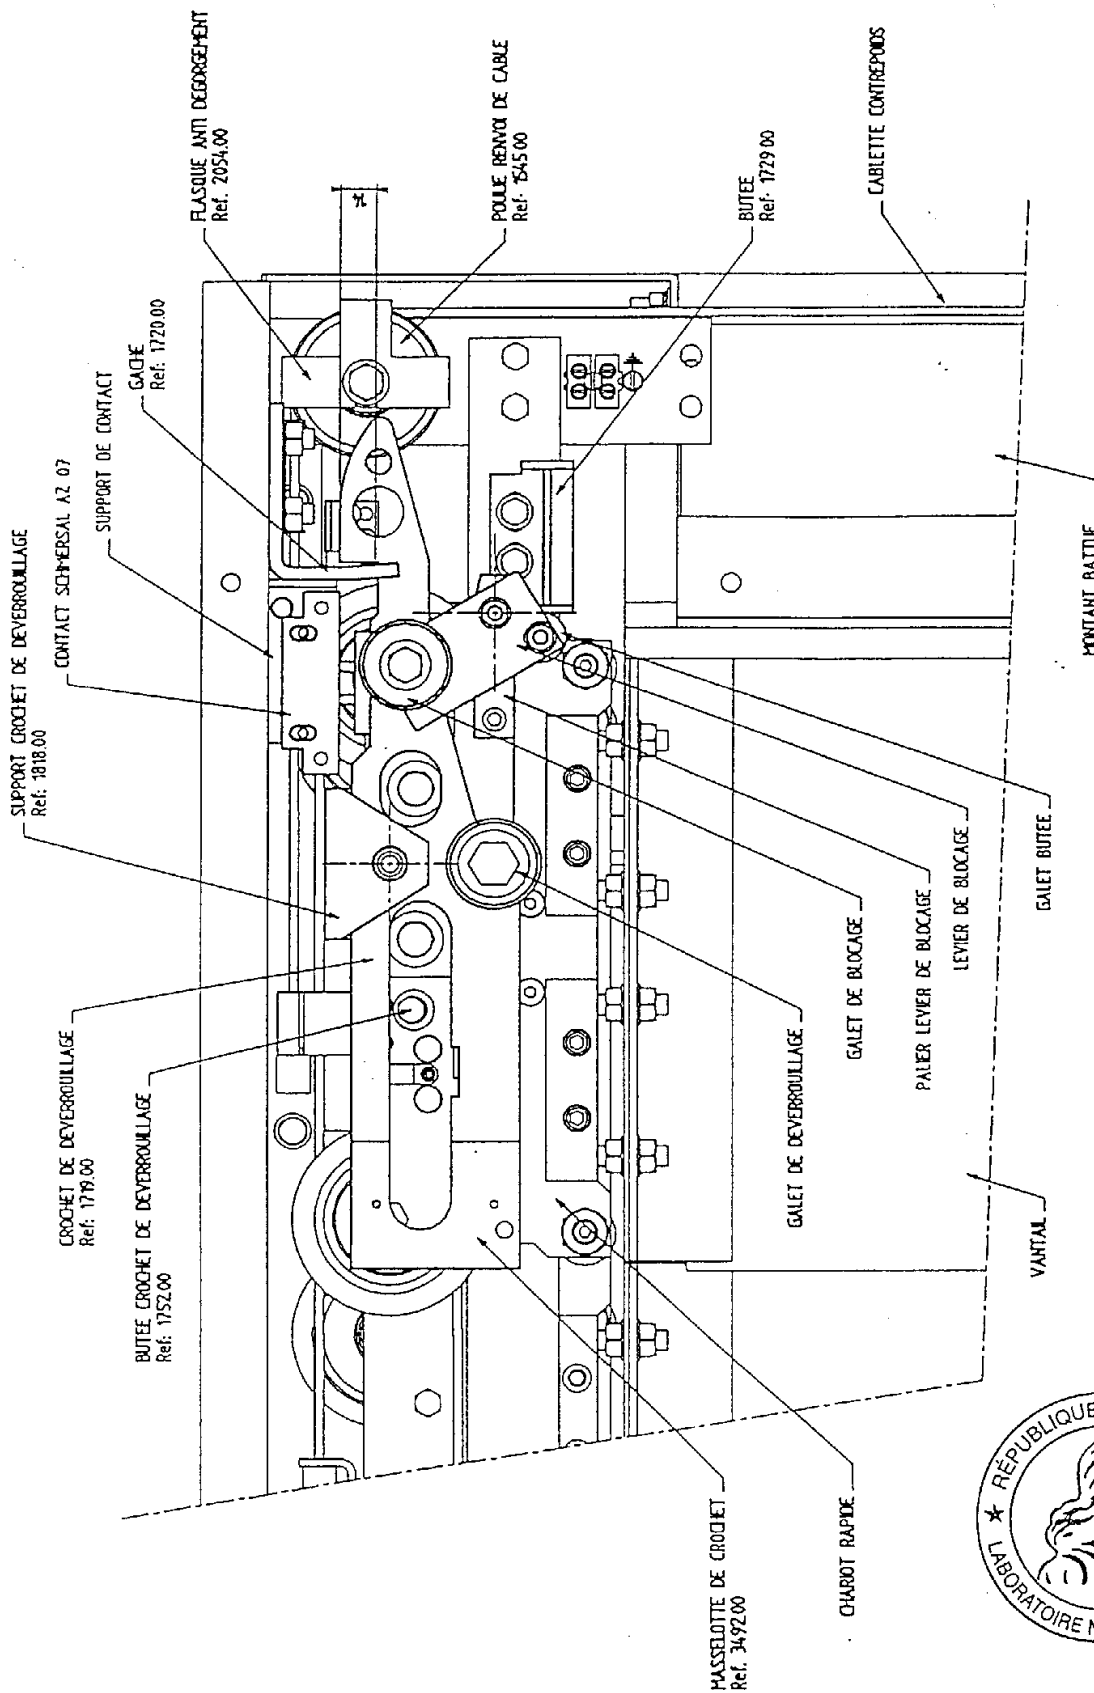 SUPPORT CROCHET DE DEVERROUILLAGE
Ref: 1818.00
CONTACT SCHMERSAL AZ 07
SUPPORT DE CONTACT
GACHE
Ref: 1720.00
FLASQUE ANTI DEGORGEMENT
Ref: 2054.00
CROCHET DE DEVERROUILLAGE
Ref: 1719.00
BUTEE CROCHET DE DEVERROUILLAGE
Ref: 1752.00
POULIE RENVOI DE CABLE
Ref: 1545.00
BUTEE
Ref: 1729.00
CABLETTE CONTREPOIDS
MASSELOTTE DE CROCHET
Ref. 3492.00
CHARIOT RAPIDE
GALET DE DEVERROUILLAGE
GALET DE BLOCAGE
PALIER LEVIER DE BLOCAGE
LEVIER DE BLOCAGE
GALET BUTEE
VANTAIL
MONTANT BATTUE
RÉPUBLIQUE
LABORATOIRE N